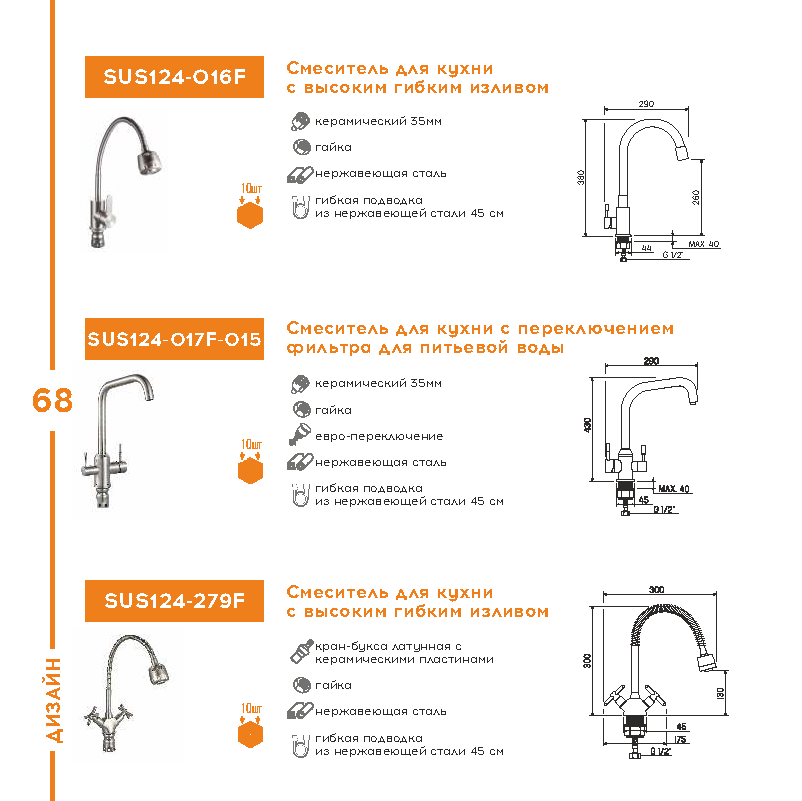 SUS124-016F
Смеситель для кухни
с высоким гибким изливом
керамический 35мм
гайка
нержавеющая сталь
гибкая подводка
из нержавеющей стали 45 см
10шт
290
380
260
44
MAX. 40
G 1/2"
SUS124-017F-015
Смеситель для кухни с переключением
фильтра для питьевой воды
керамический 35мм
гайка
евро-переключение
нержавеющая сталь
гибкая подводка
из нержавеющей стали 45 см
10шт
290
430
MAX. 40
45
G 1/2"
68
SUS124-279F
Смеситель для кухни
с высоким гибким изливом
кран-букса латунная с
керамическими пластинами
гайка
нержавеющая сталь
гибкая подводка
из нержавеющей стали 45 см
10шт
300
300
45
175
G 1/2"
ДИЗАЙН